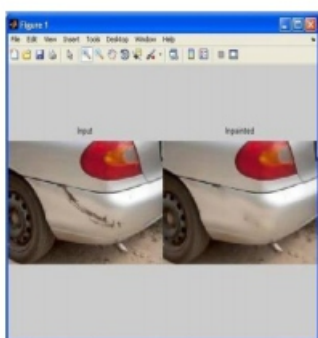 Figure 1
File Edit View Insert Tools Desktop Window Help
Input
Inpainted